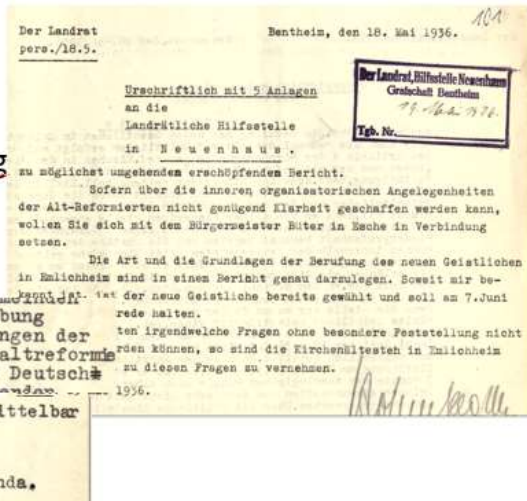 101
Der Landrat
pers./18.5.
Bentheim, den 18. Mai 1936.
Der Landrat, Hilfsstelle Neuenhaus
Grafschaft Bentheim
19. Mai 1936.
Tgb. Nr.
Urschriftlich mit 5 Anlagen
an die
Landrätliche Hilfsstelle
in Neuenhaus.
zu möglichst umgehenden erschöpfenden Bericht.
Sofern über die inneren organisatorischen Angelegenheiten
der Alt-Reformierten nicht genügend Klarheit geschaffen werden kann,
wollen Sie sich mit dem Bürgermeister Büter in Esche in Verbindung
setzen.
Die Art und die Grundlagen der Berufung des neuen Geistlichen
in Emlichheim sind in einem Bericht genau darzulegen. Soweit mir be-
kannt ist, ist der neue Geistliche bereits gewählt und soll am 7.Juni
rede halten.
ten irgendwelche Fragen ohne besondere Feststellung nicht
rden können, so sind die Kirchenältesteh in Emlichheim
zu diesen Fragen zu vernehmen.
1936.
g
bung
ngen der
altreformie
Deutsch
ittelbar
nda.